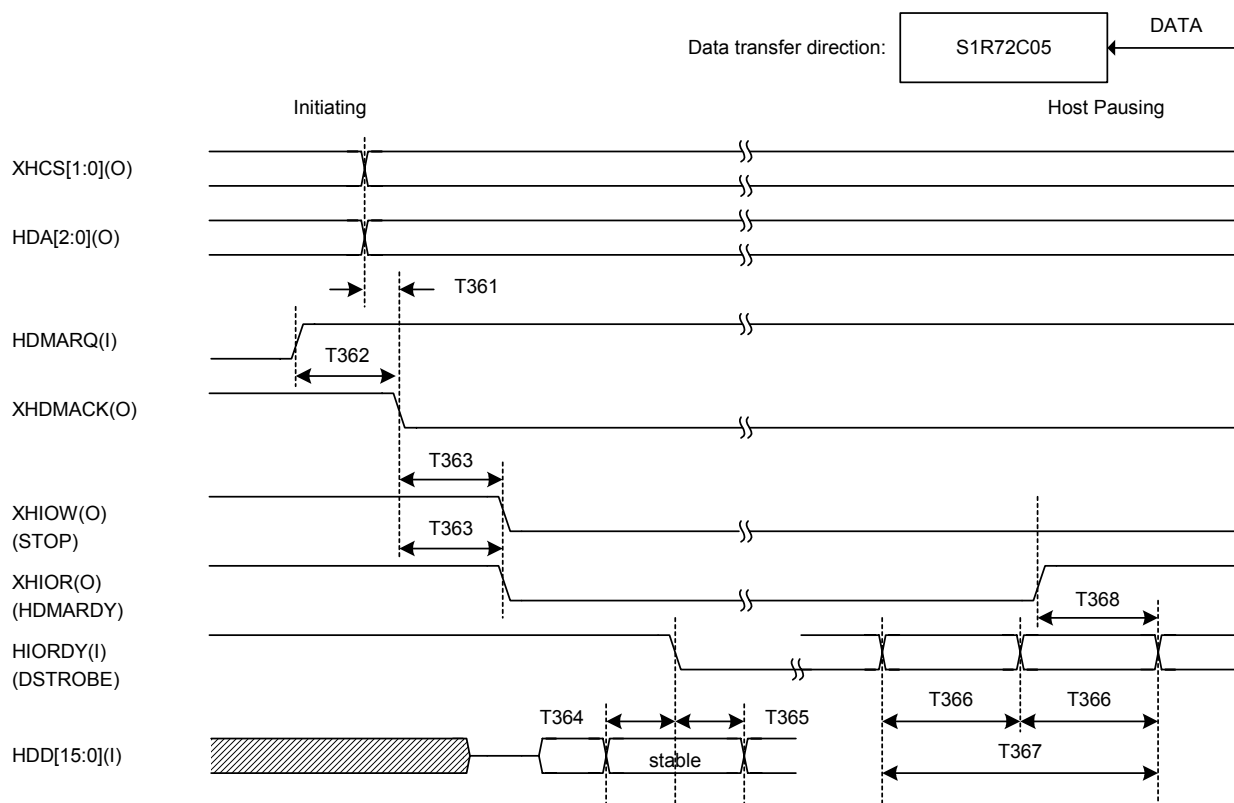 DATA
Data transfer direction: S1R72C05
Initiating Host Pausing
XHCS[1:0](O)
HDA[2:0](O)
T361
HDMARQ(I)
T362
XHDMACK(O)
T363
XHIOW(O)
(STOP)
T363
XHIOR(O)
(HDMARDY)
T368
HIORDY(I)
(DSTROBE)
T366 T366
T364 T365
HDD[15:0](I)
stable
T367